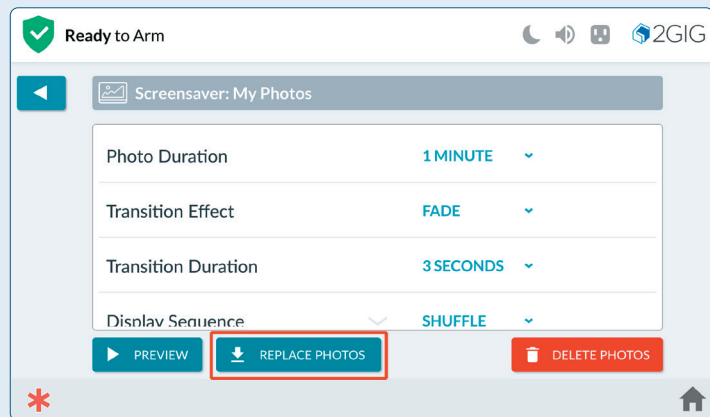 Ready to Arm
2GIG
Screensaver: My Photos
Photo Duration 1 MINUTE
Transition Effect FADE
Transition Duration 3 SECONDS
Display Sequence SHUFFLE
PREVIEW REPLACE PHOTOS DELETE PHOTOS